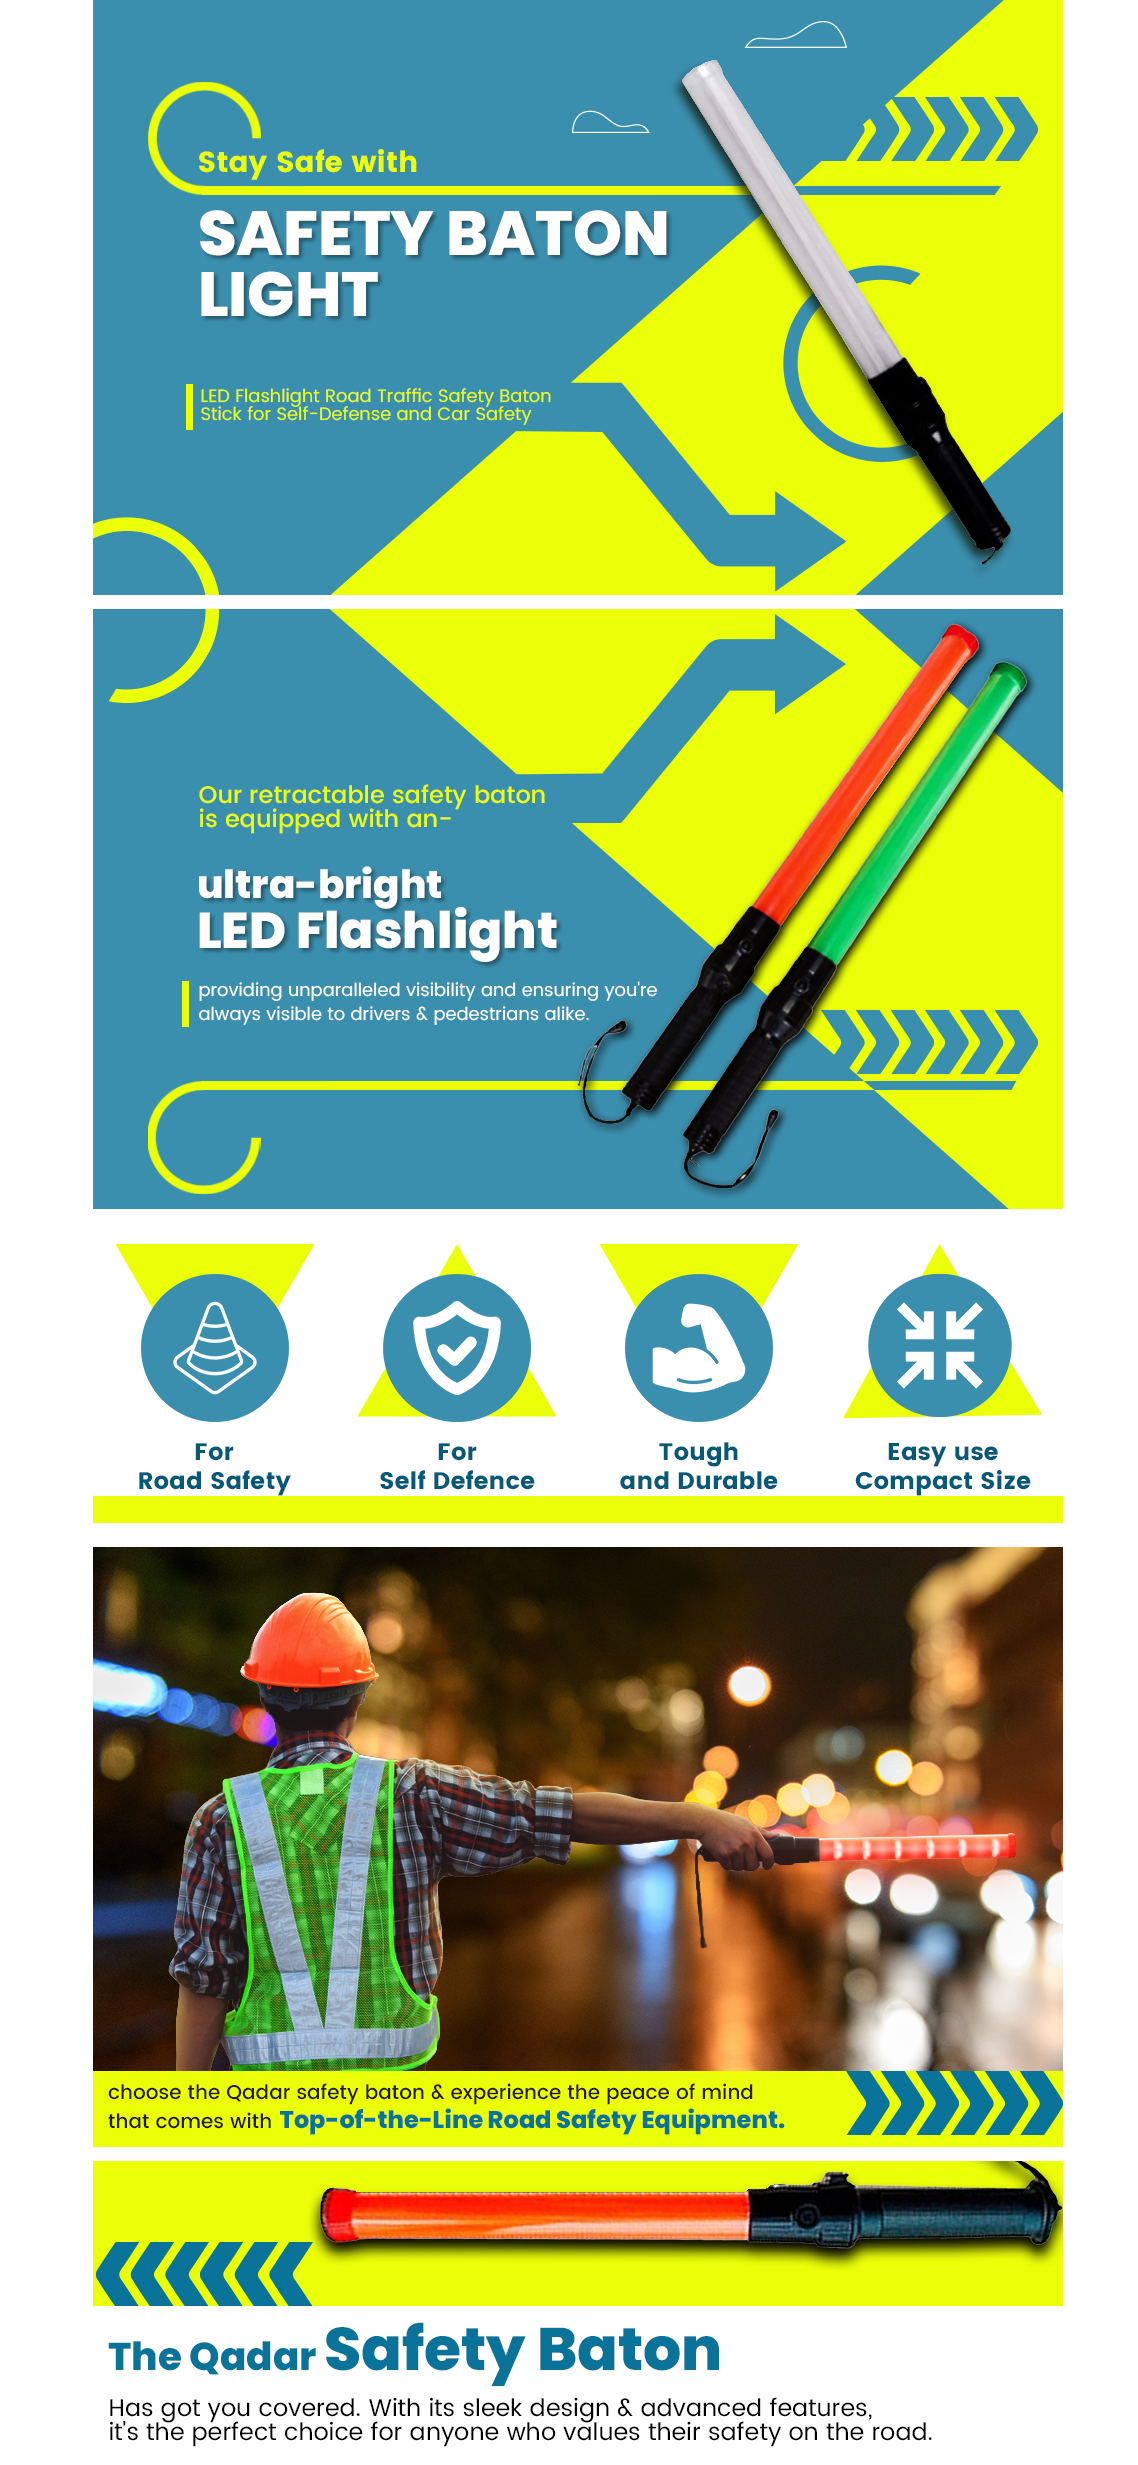 Stay Safe with
SAFETY BATON
LIGHT
LED Flashlight Road Traffic Safety Baton
Stick for Self-Defense and Car Safety
Our retractable safety baton
is equipped with an-
ultra-bright
LED Flashlight
providing unparalleled visibility and ensuring you're
always visible to drivers & pedestrians alike.
For
Road Safety
For
Self Defence
Tough
and Durable
Easy use
Compact Size
choose the Qadar safety baton & experience the peace of mind
that comes with Top-of-the-Line Road Safety Equipment.
The Qadar Safety Baton
Has got you covered. With its sleek design & advanced features,
it's the perfect choice for anyone who values their safety on the road.